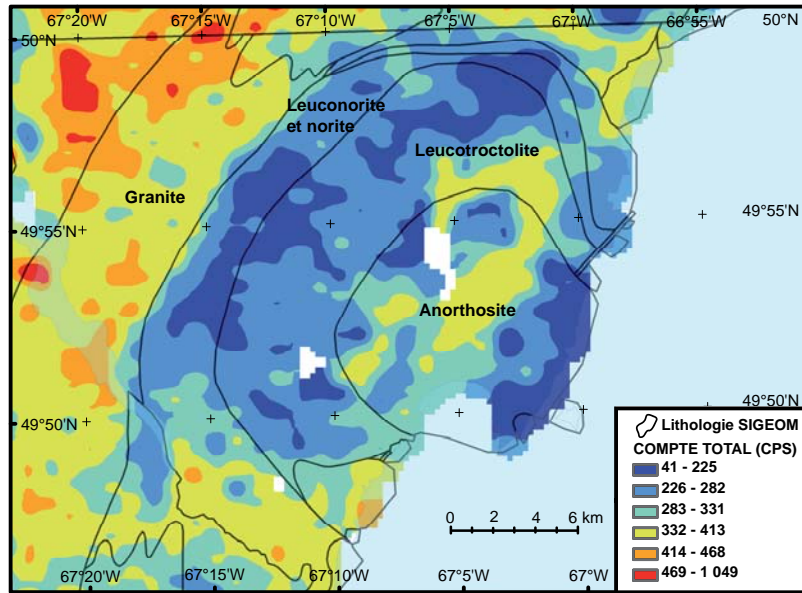 67°20'W 67°15'W 67°10'W 67°5'W 67°W 66°55'W
50°N 50°N
Leuconorite
et norite
Leucotroctolite
Granite
49°55'N 49°55'N
Anorthosite
49°50'N 49°50'N
Lithologie SIGEOM
COMPTE TOTAL (CPS)
41 - 225
226 - 282
283 - 331
332 - 413
414 - 468
469 - 1 049
0 2 4 6 km
67°20'W 67°15'W 67°10'W 67°5'W 67°W